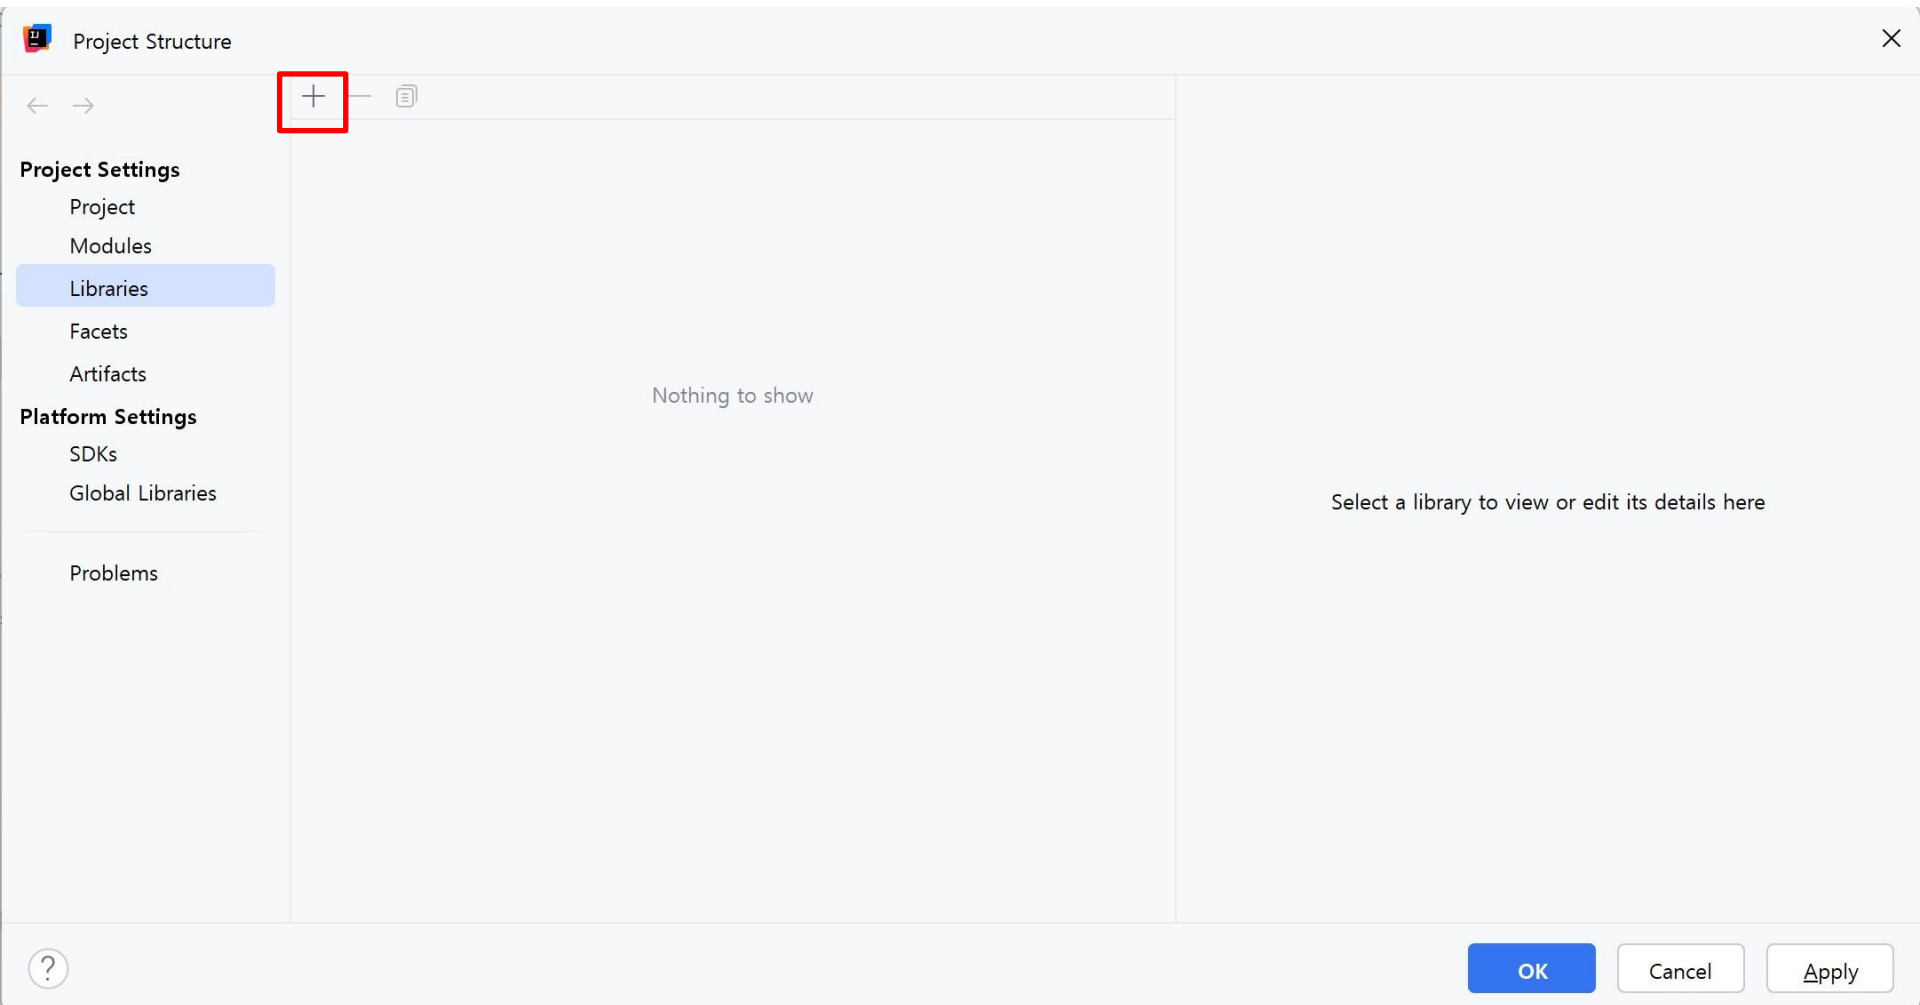 Project Structure
Project Settings
Project
Modules
Libraries
Facets
Artifacts
Platform Settings
SDKs
Global Libraries
Problems
Nothing to show
Select a library to view or edit its details here
?
OK
Cancel
Apply